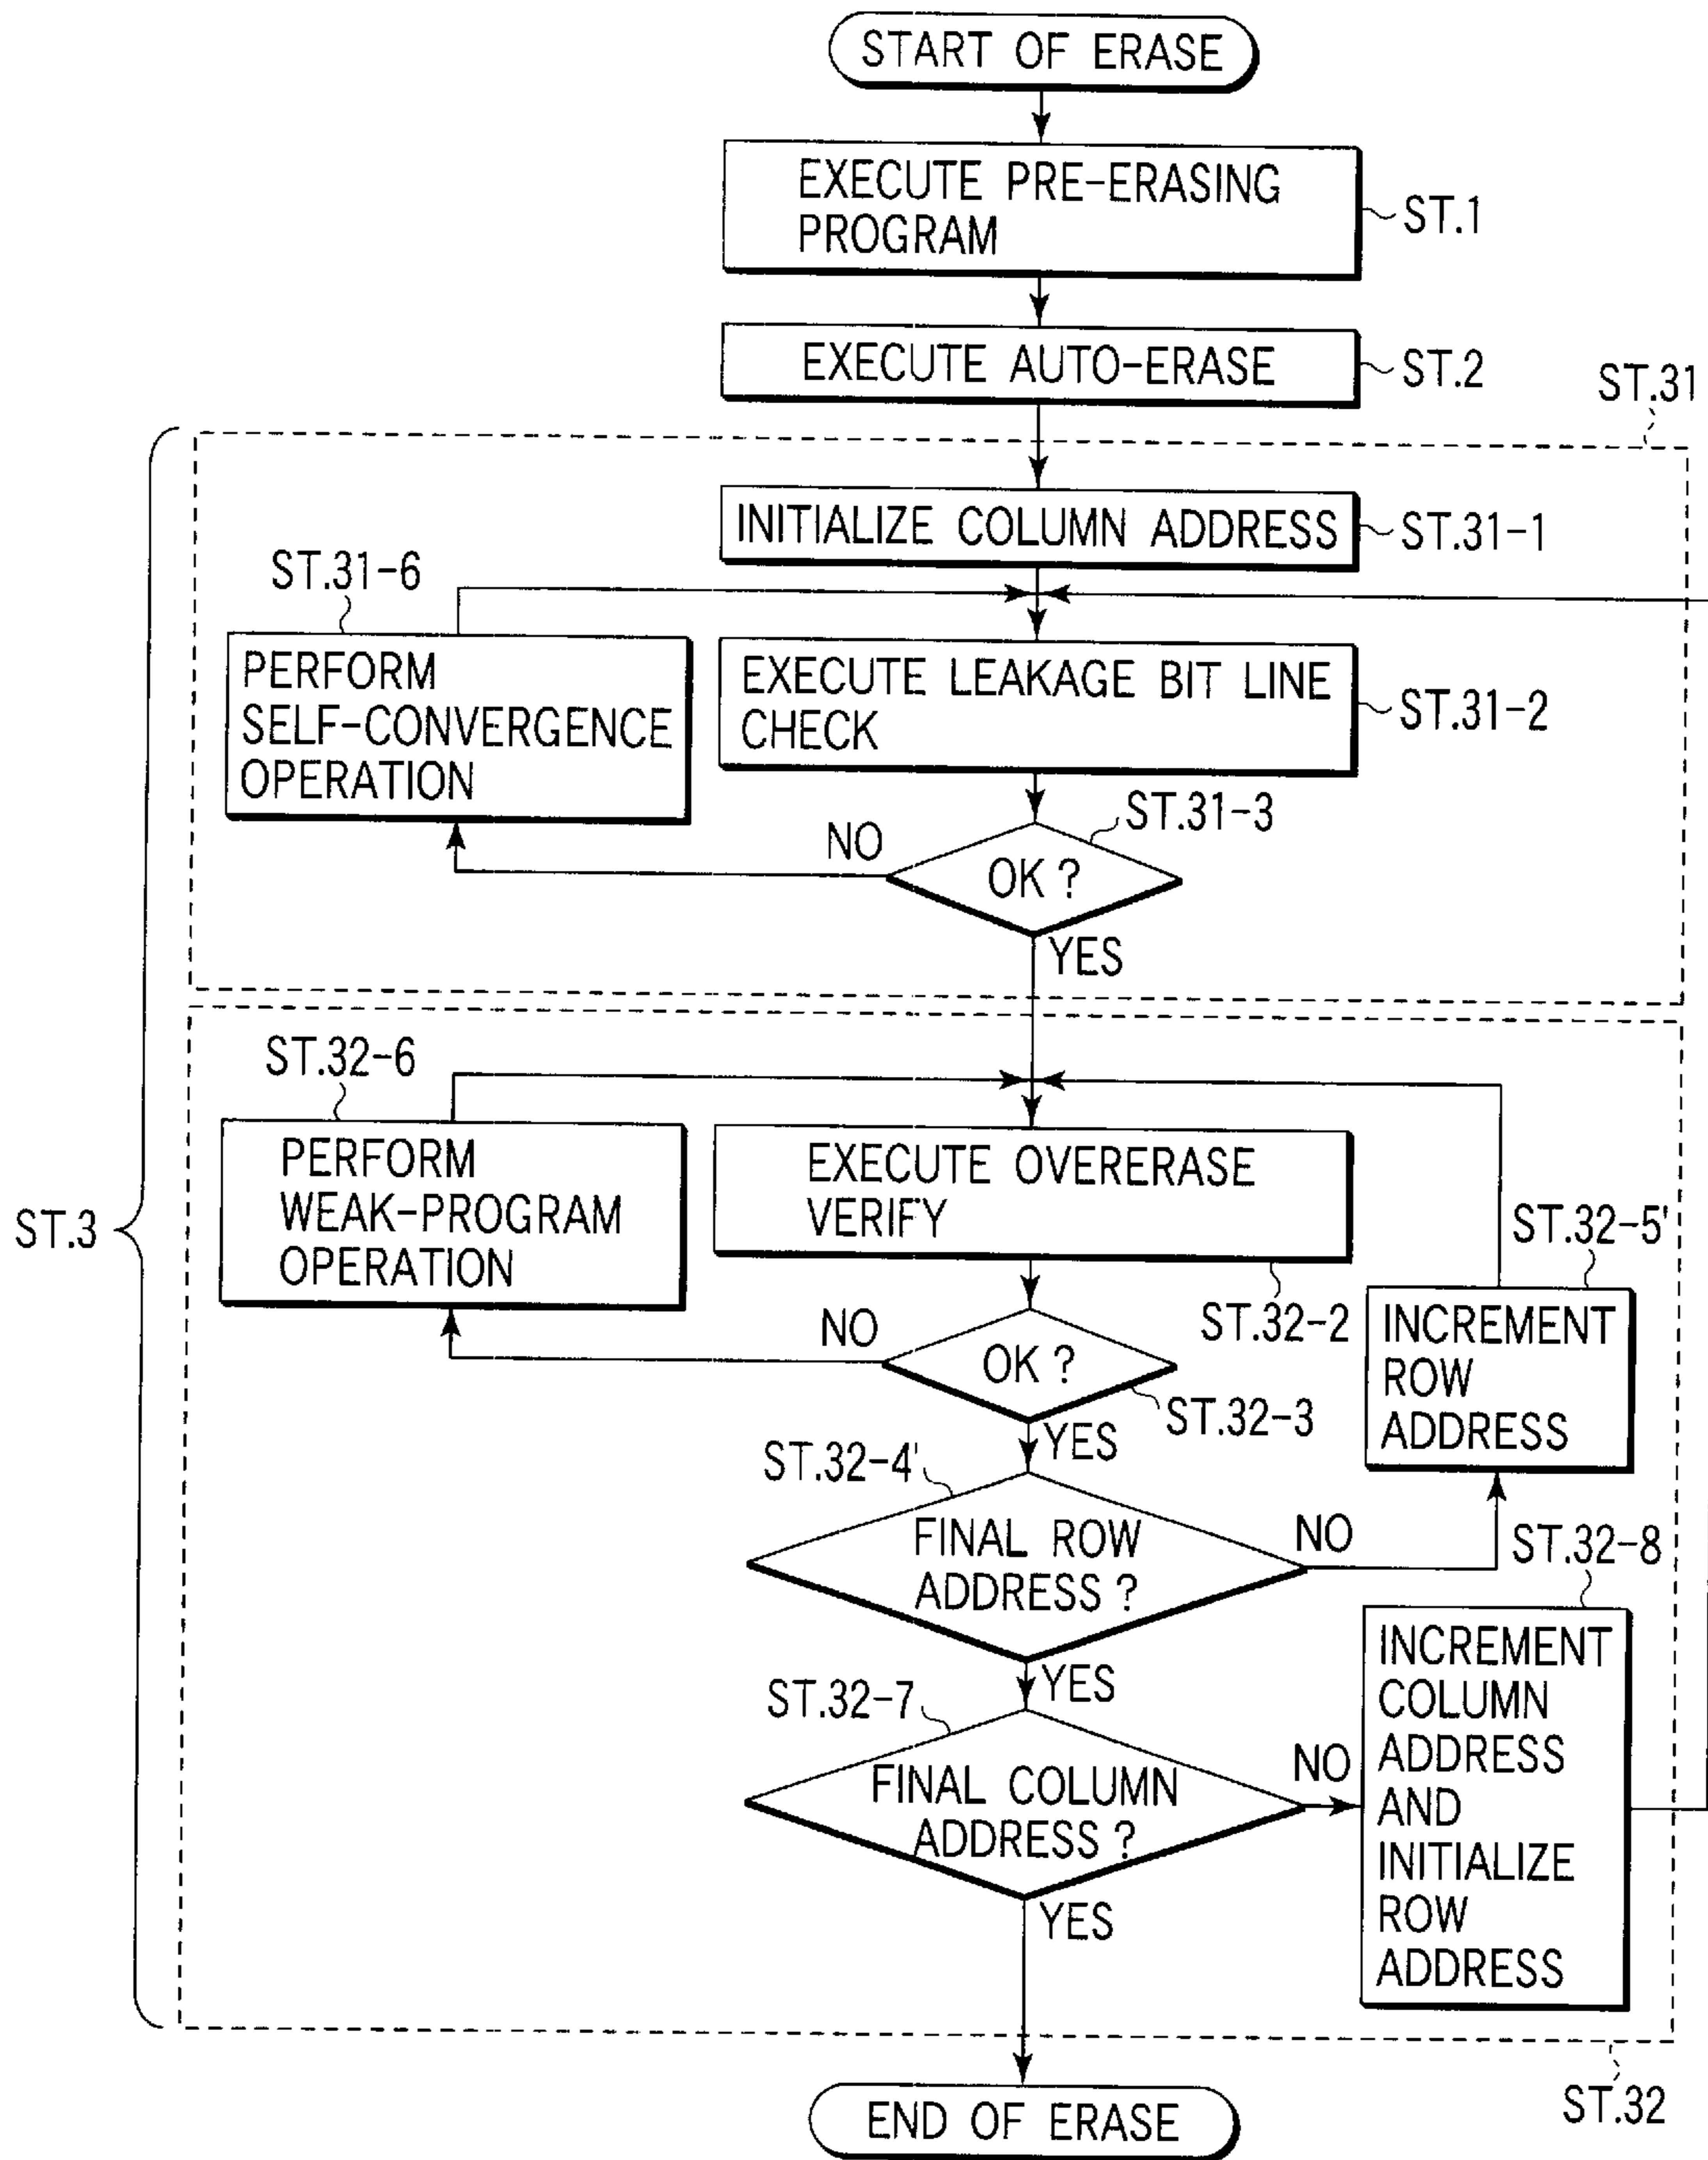 START OF ERASE
EXECUTE PRE-ERASING
PROGRAM
ST.1
EXECUTE AUTO-ERASE
ST.2
ST.31
INITIALIZE COLUMN ADDRESS
ST.31-1
ST.31-6
PERFORM
SELF-CONVERGENCE
OPERATION
EXECUTE LEAKAGE BIT LINE
CHECK
ST.31-2
ST.31-3
NO
OK ?
YES
ST.3
ST.32-6
PERFORM
WEAK-PROGRAM
OPERATION
EXECUTE OVERERASE
VERIFY
ST.32-2
ST.32-5'
INCREMENT
ROW
ADDRESS
NO
OK ?
ST.32-3
YES
ST.32-4'
FINAL ROW
ADDRESS ?
NO
ST.32-8
YES
ST.32-7
FINAL COLUMN
ADDRESS ?
NO
INCREMENT
COLUMN
ADDRESS
AND
INITIALIZE
ROW
ADDRESS
YES
ST.32
END OF ERASE